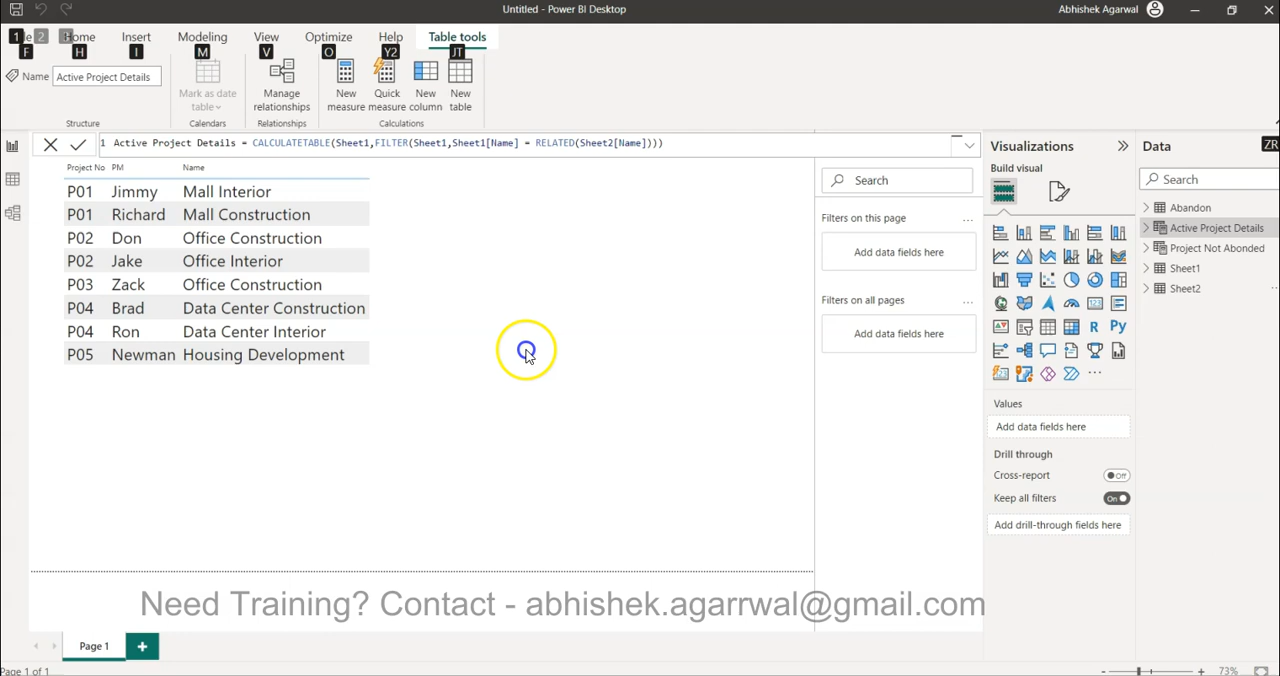 Untitled - Power BI Desktop
Abhishek Agarwal
1 2 Home Insert Modeling View Optimize Help Table tools
F H I M V O Y2 JT
Name Active Project Details
Mark as date table
Manage relationships
New measure
Quick measure
New column
New table
Structure Calendars Relationships Calculations
1 Active Project Details = CALCULATETABLE(Sheet1,FILTER(Sheet1,Sheet1[Name] = RELATED(Sheet2[Name])))
ZR
Project No PM Name
P01 Jimmy Mall Interior
P01 Richard Mall Construction
P02 Don Office Construction
P02 Jake Office Interior
P03 Zack Office Construction
P04 Brad Data Center Construction
P04 Ron Data Center Interior
P05 Newman Housing Development
Search
Filters on this page ...
Add data fields here
Filters on all pages ...
Add data fields here
Visualizations
Build visual
R Py
...
Values
Add data fields here
Drill through
Cross-report Off
Keep all filters On
Add drill-through fields here
Data
Search
Abandon
Active Project Details
Project Not Abonded
Sheet1
Sheet2 ...
Need Training? Contact - abhishek.agarrwal@gmail.com
Page 1
Page 1 of 1
- + 73%